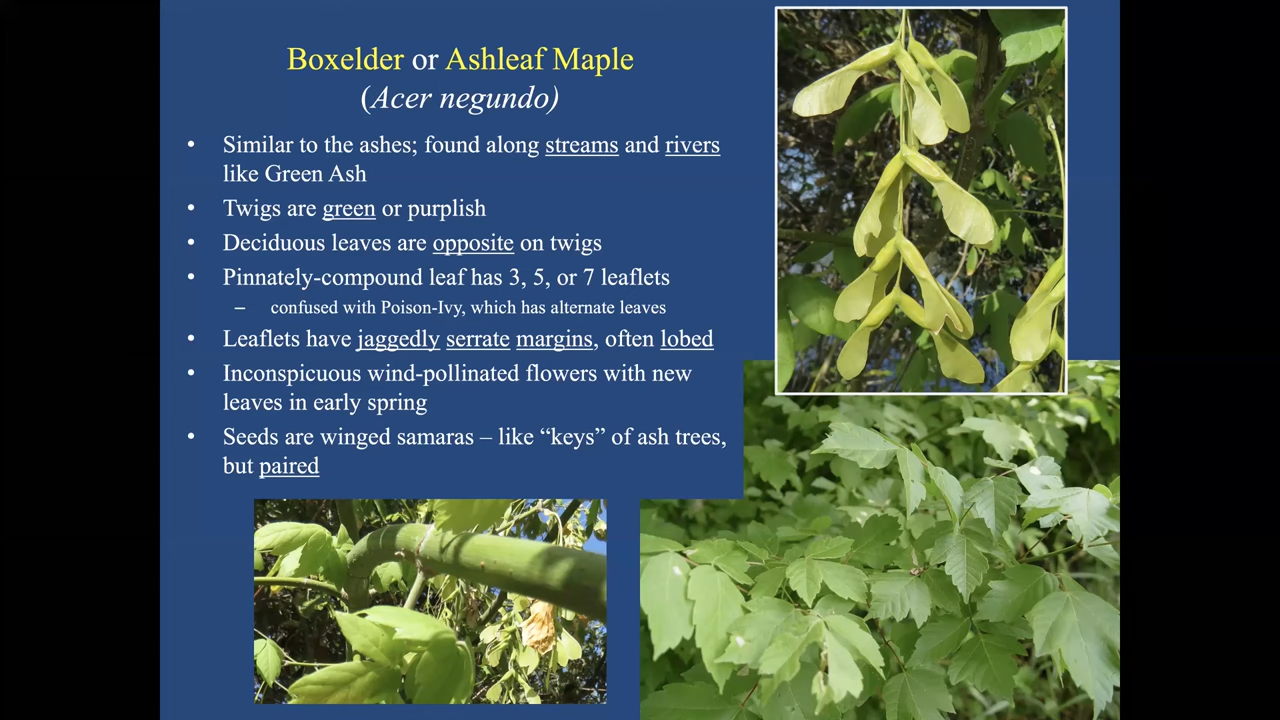 Boxelder or Ashleaf Maple
(Acer negundo)
• Similar to the ashes; found along streams and rivers
like Green Ash
• Twigs are green or purplish
• Deciduous leaves are opposite on twigs
• Pinnately-compound leaf has 3, 5, or 7 leaflets
– confused with Poison-Ivy, which has alternate leaves
• Leaflets have jaggedly serrate margins, often lobed
• Inconspicuous wind-pollinated flowers with new
leaves in early spring
• Seeds are winged samaras – like “keys” of ash trees,
but paired